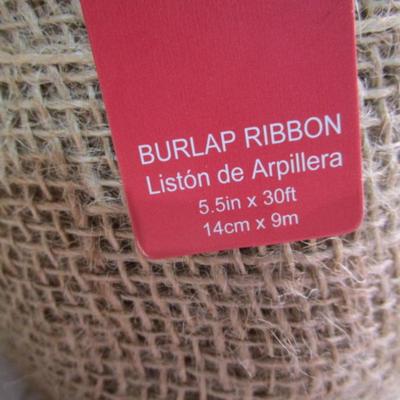 BURLAP RIBBON
Listón de Arpillera
5.5in x 30ft
14cm x 9m